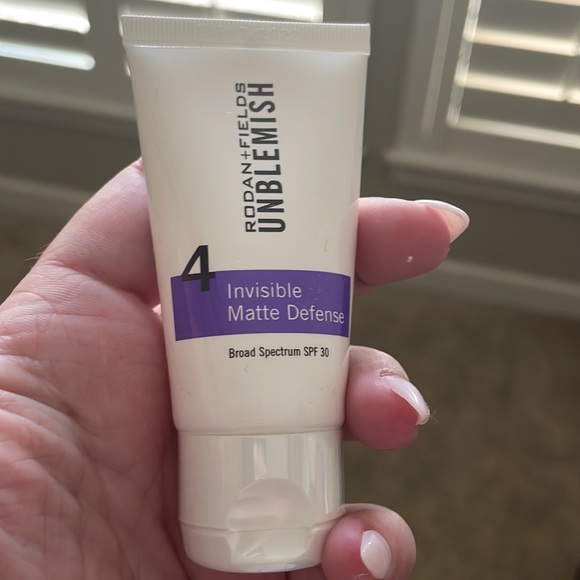 RODAN+FIELDS
UNBLEMISH
4
Invisible
Matte Defense
Broad Spectrum SPF 30